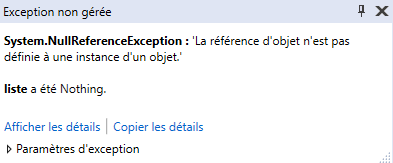 Exception non gérée
System.NullReferenceException : 'La référence d'objet n'est pas
définie à une instance d'un objet.'
liste a été Nothing.
Afficher les détails | Copier les détails
Paramètres d'exception